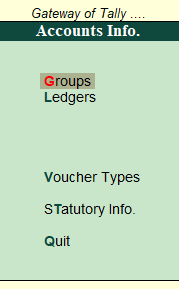 Gateway of Tally ....
Accounts Info.
Groups
Ledgers
Voucher Types
STatutory Info.
Quit